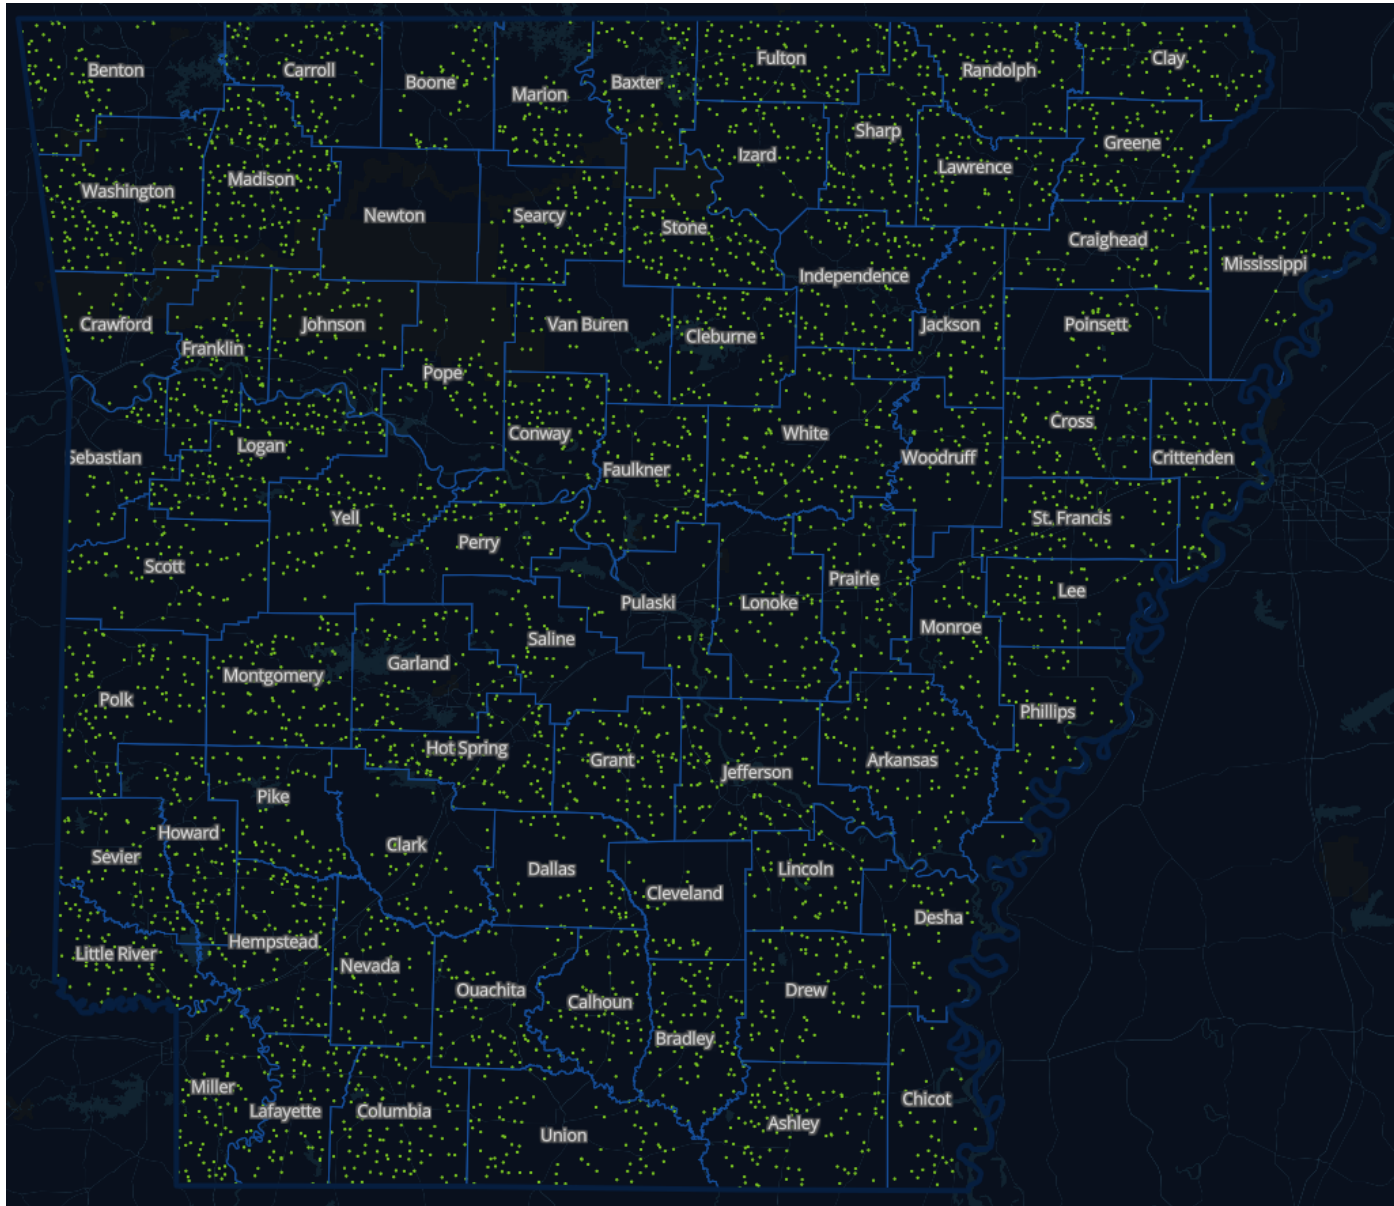 Benton
Carroll
Boone
Marion
Baxter
Fulton
Randolph
Clay
Sharp
Greene
Izard
Lawrence
Washington
Madison
Newton
Searcy
Stone
Craighead
Mississippi
Independence
Crawford
Franklin
Johnson
Pope
Van Buren
Cleburne
Jackson
Poinsett
Sebastian
Logan
Conway
Faulkner
White
Woodruff
Cross
Crittenden
Yell
Perry
St. Francis
Scott
Pulaski
Lonoke
Prairie
Lee
Saline
Monroe
Polk
Montgomery
Garland
Phillips
Hot Spring
Grant
Jefferson
Arkansas
Pike
Howard
Sevier
Clark
Dallas
Cleveland
Lincoln
Desha
Little River
Hempstead
Nevada
Ouachita
Calhoun
Drew
Bradley
Miller
Lafayette
Columbia
Union
Ashley
Chicot